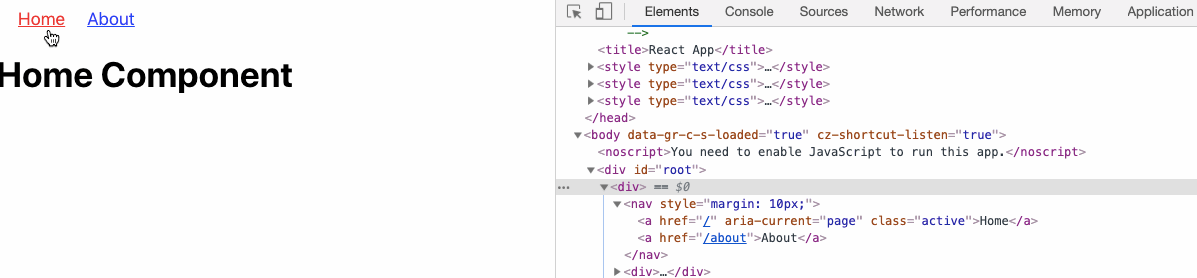 Home About
Home Component
Elements Console Sources Network Performance Memory Application
-->
<title>React App</title>
<style type="text/css">…</style>
<style type="text/css">…</style>
<style type="text/css">…</style>
</head>
<body data-gr-c-s-loaded="true" cz-shortcut-listen="true">
<noscript>You need to enable JavaScript to run this app.</noscript>
<div id="root">
… <div> == $0
<nav style="margin: 10px;">
<a href="/" aria-current="page" class="active">Home</a>
<a href="/about">About</a>
</nav>
<div>…</div>